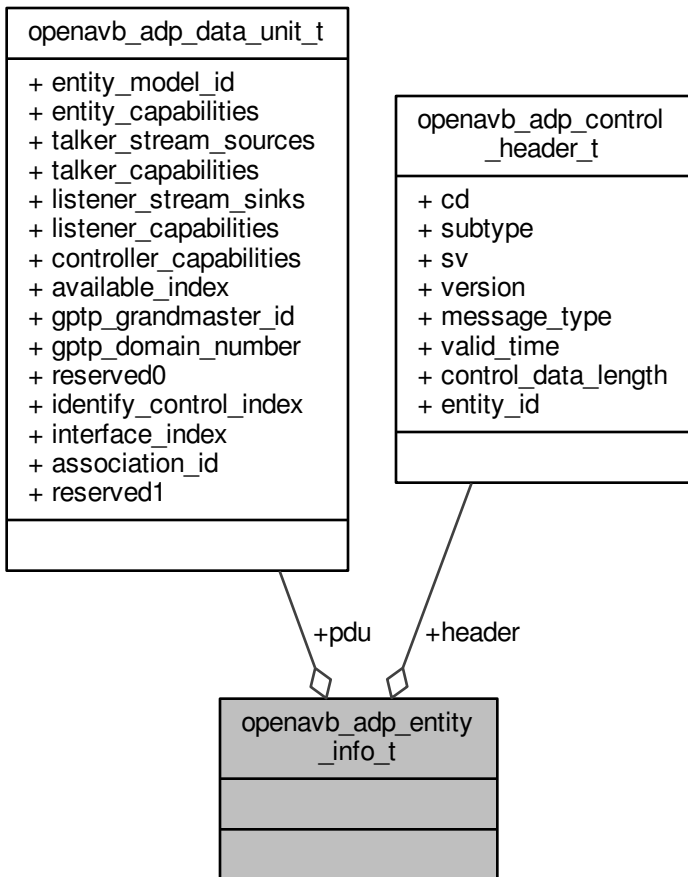 openavb_adp_data_unit_t
+ entity_model_id
+ entity_capabilities
+ talker_stream_sources
+ talker_capabilities
+ listener_stream_sinks
+ listener_capabilities
+ controller_capabilities
+ available_index
+ gptp_grandmaster_id
+ gptp_domain_number
+ reserved0
+ identify_control_index
+ interface_index
+ association_id
+ reserved1
openavb_adp_control
_header_t
+ cd
+ subtype
+ sv
+ version
+ message_type
+ valid_time
+ control_data_length
+ entity_id
+pdu
+header
openavb_adp_entity
_info_t